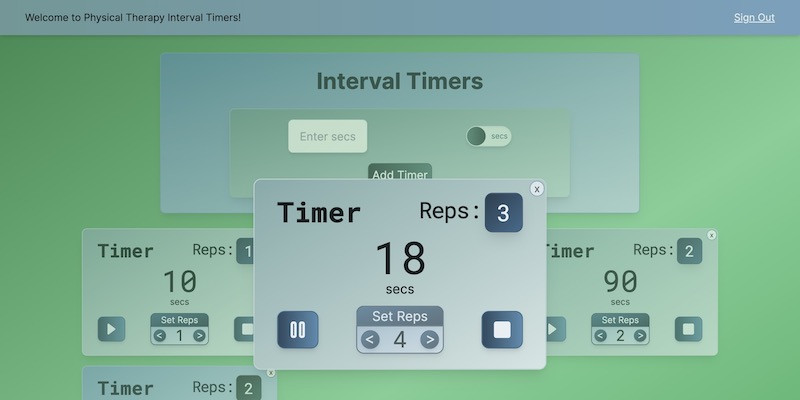 Welcome to Physical Therapy Interval Timers!
Sign Out
Interval Timers
Enter secs
secs
Add Timer
x
Timer
Reps: 3
18
secs
Set Reps
< 4 >
Timer
Reps: 1
10
secs
Set Reps
< 1 >
x
Timer
Reps: 2
90
secs
Set Reps
< 2 >
x
Timer
Reps: 2